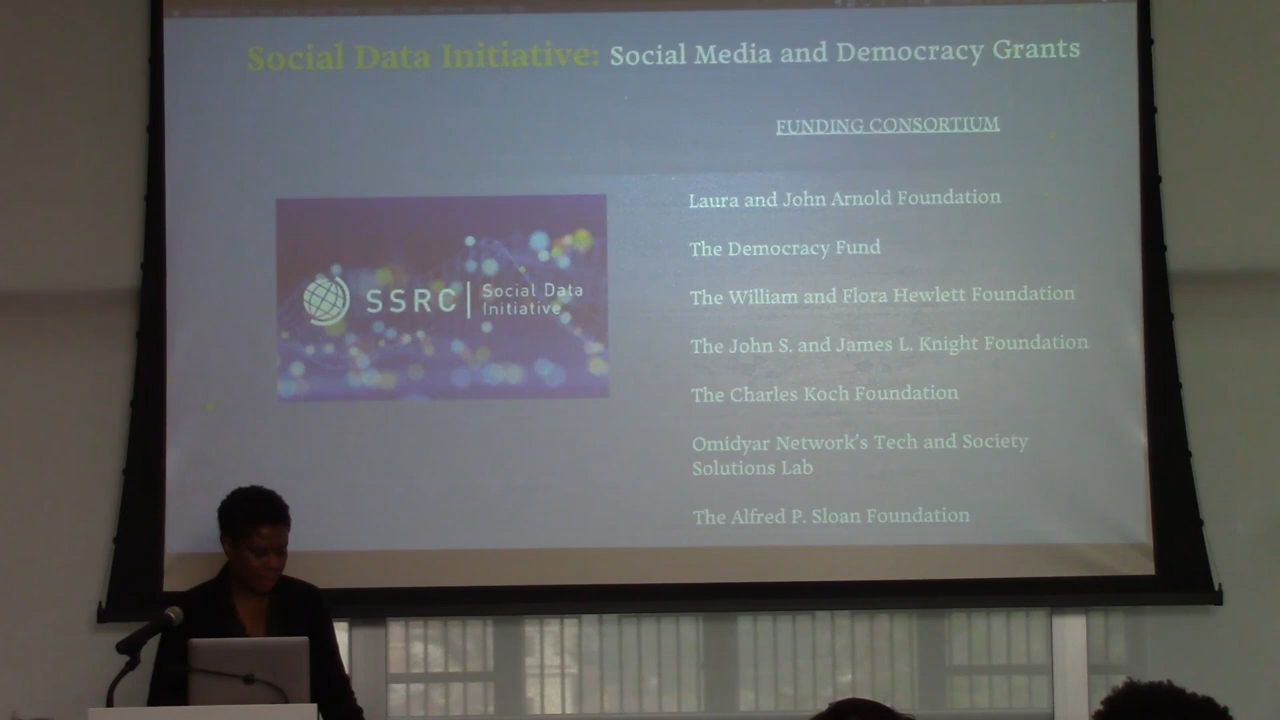 Social Data Initiative: Social Media and Democracy Grants
FUNDING CONSORTIUM
SSRC
Social Data
Initiative
Laura and John Arnold Foundation
The Democracy Fund
The William and Flora Hewlett Foundation
The John S. and James L. Knight Foundation
The Charles Koch Foundation
Omidyar Network's Tech and Society
Solutions Lab
The Alfred P. Sloan Foundation